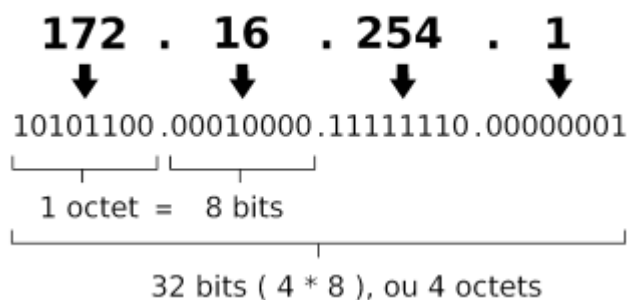 172 . 16 . 254 . 1
10101100.00010000.11111110.00000001
1 octet = 8 bits
32 bits ( 4 * 8 ), ou 4 octets